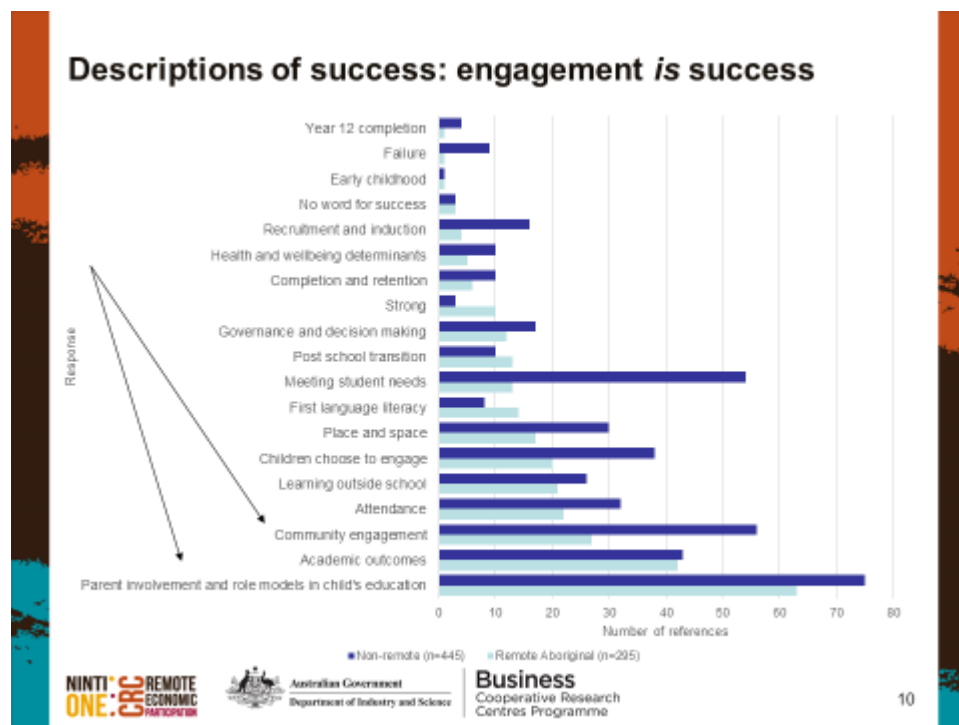 Descriptions of success: engagement is success
Year 12 completion
Failure
Early childhood
No word for success
Recruitment and induction
Health and wellbeing determinants
Completion and retention
Strong
Governance and decision making
Post school transition
Meeting student needs
First language literacy
Place and space
Children choose to engage
Learning outside school
Attendance
Community engagement
Academic outcomes
Parent involvement and role models in child's education
Response
0 10 20 30 40 50 60 70 80
Number of references
Non-remote (n=445) Remote Aboriginal (n=295)
NINTI ONE:
CRC REMOTE ECONOMIC PARTICIPATION
Australian Government
Department of Industry and Science
Business
Cooperative Research
Centres Programme
10